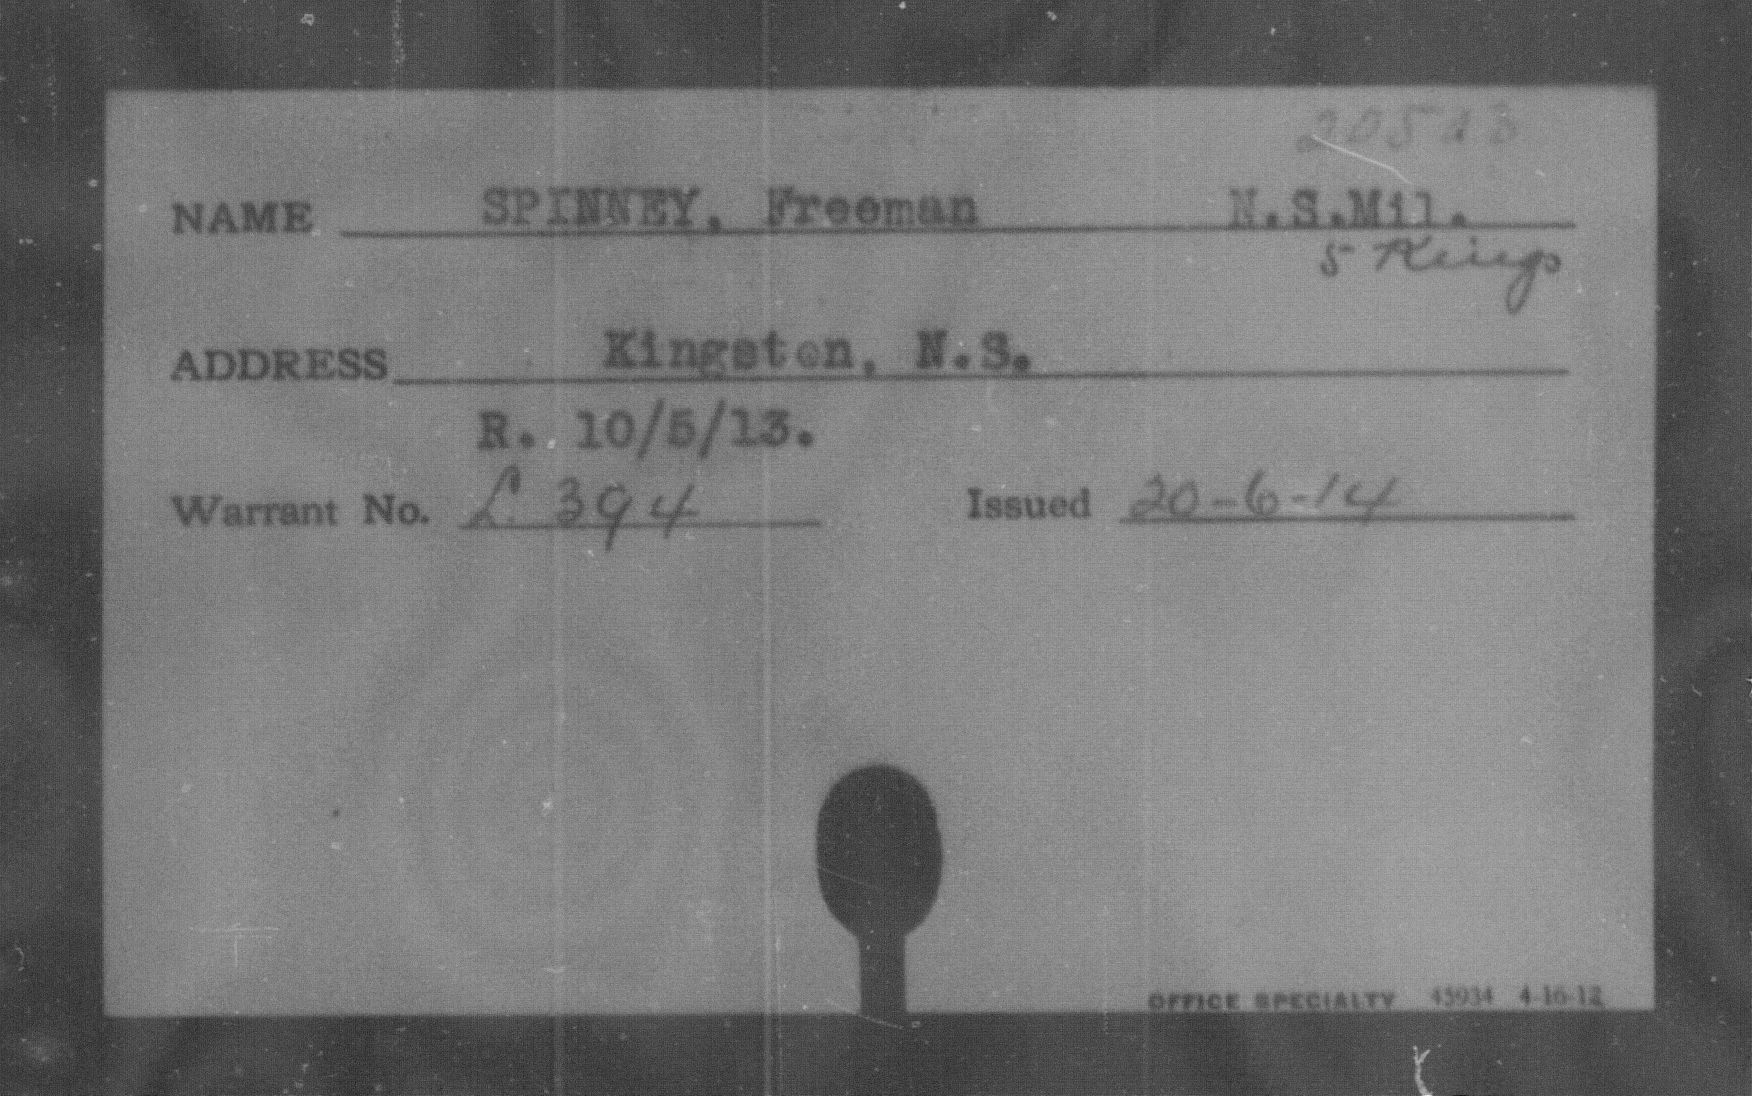 NAME SPINNEY, Freeman N.S.Mil.
5 Kings
ADDRESS Kingston, N.S.
R. 10/5/13.
Warrant No. L. 394 Issued 20-6-14
OFFICE SPECIALTY 45934 4-16-12